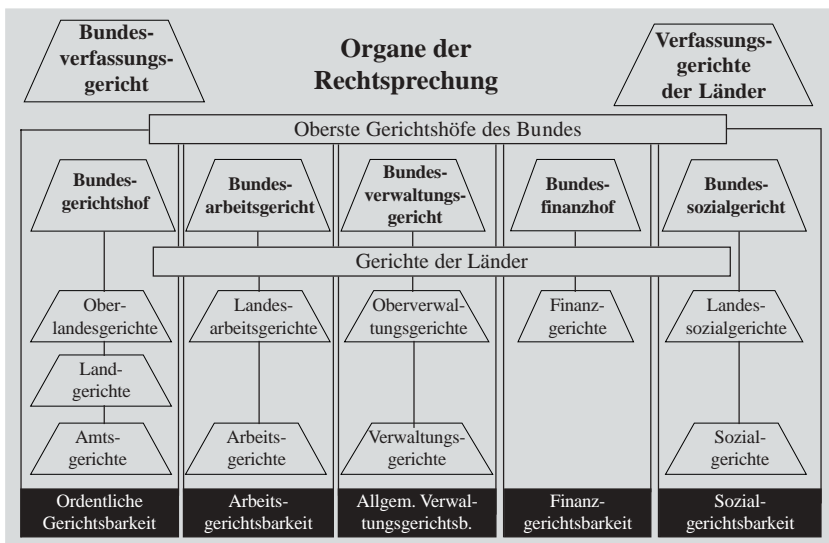 Bundes-
verfassungs-
gericht
Organe der
Rechtsprechung
Verfassungs-
gerichte
der Länder
Oberste Gerichtshöfe des Bundes
Bundes-
gerichtshof
Bundes-
arbeitsgericht
Bundes-
verwaltungs-
gericht
Bundes-
finanzhof
Bundes-
sozialgericht
Gerichte der Länder
Ober-
landesgerichte
Landes-
arbeitsgerichte
Oberverwal-
tungsgerichte
Finanz-
gerichte
Landes-
sozialgerichte
Land-
gerichte
Amts-
gerichte
Arbeits-
gerichte
Verwaltungs-
gerichte
Sozial-
gerichte
Ordentliche
Gerichtsbarkeit
Arbeits-
gerichtsbarkeit
Allgem. Verwal-
tungsgerichtsb.
Finanz-
gerichtsbarkeit
Sozial-
gerichtsbarkeit